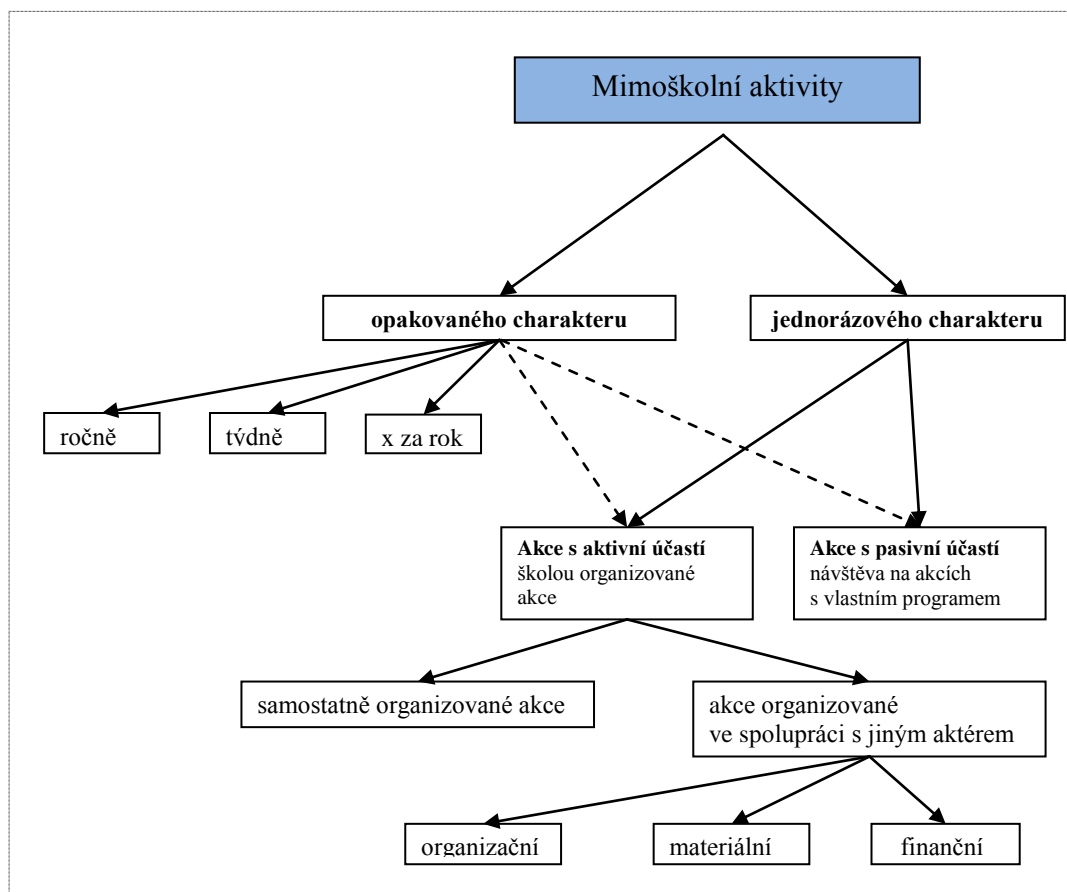 Mimoškolní aktivity
opakovaného charakteru
jednorázového charakteru
ročně
týdně
x za rok
Akce s aktivní účastí
školou organizované
akce
Akce s pasivní účastí
návštěva na akcích
s vlastním programem
samostatně organizované akce
akce organizované
ve spolupráci s jiným aktérem
organizační
materiální
finanční